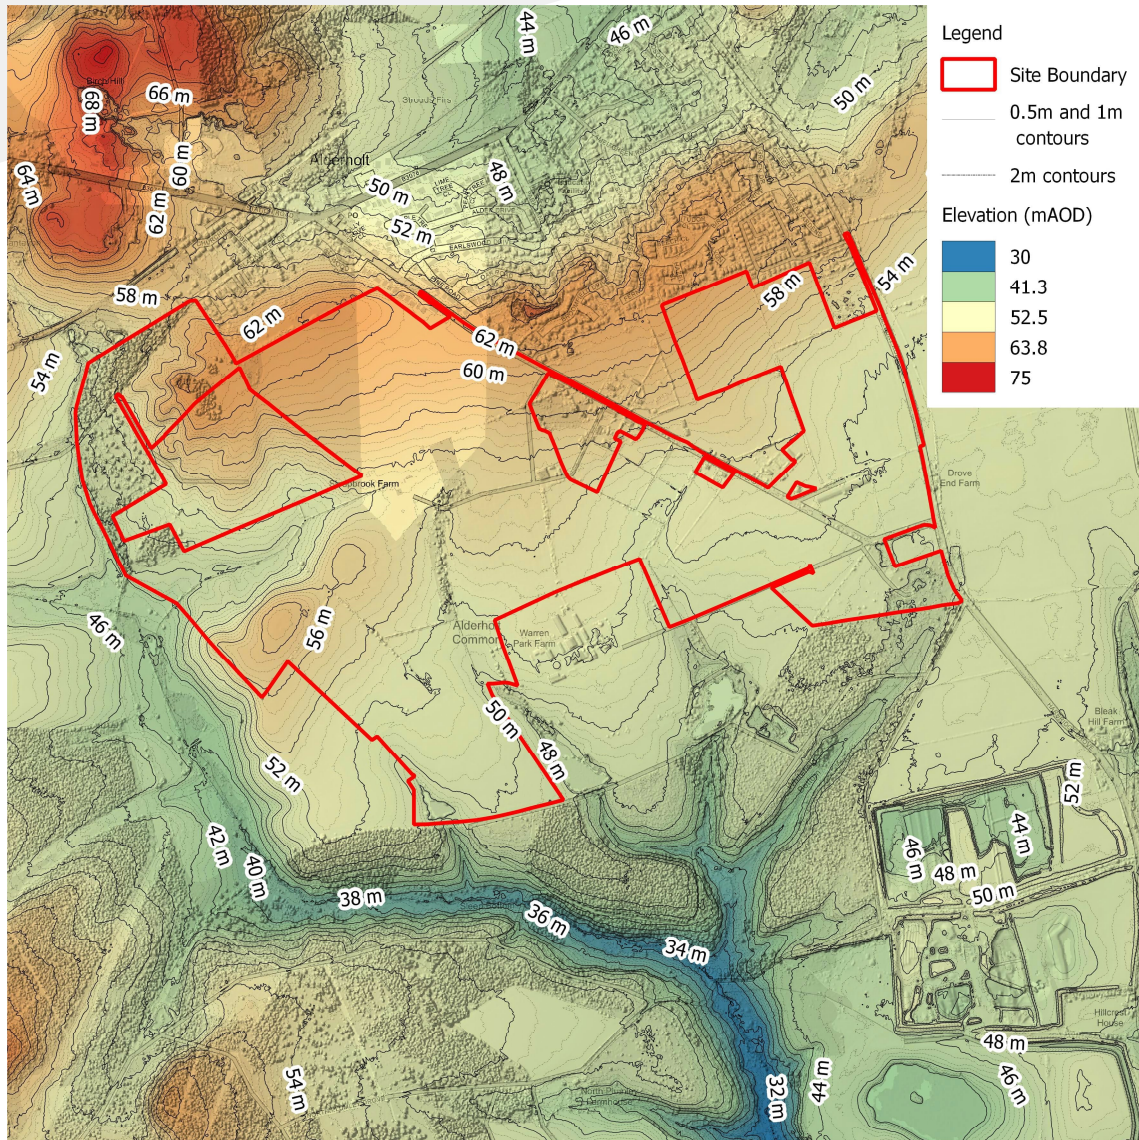 44 m
46 m
Legend
Site Boundary
0.5m and 1m
contours
2m contours
Elevation (mAOD)
30
41.3
52.5
63.8
75
Birch Hill
66 m
68 m
50 m
60 m
Alderholt
64 m
62 m
50 m
48 m
52 m
EARLSWOOD
58 m
62 m
58 m
54 m
62 m
60 m
54 m
Farm
Drove
End Farm
46 m
56 m
Alderholt
Common
Warren
Park Farm
50 m
48 m
52 m
Bleak
Hill Farm
52 m
42 m
40 m
46 m
44 m
48 m
50 m
38 m
36 m
34 m
Hillcrest
House
48 m
46 m
54 m
32 m
44 m